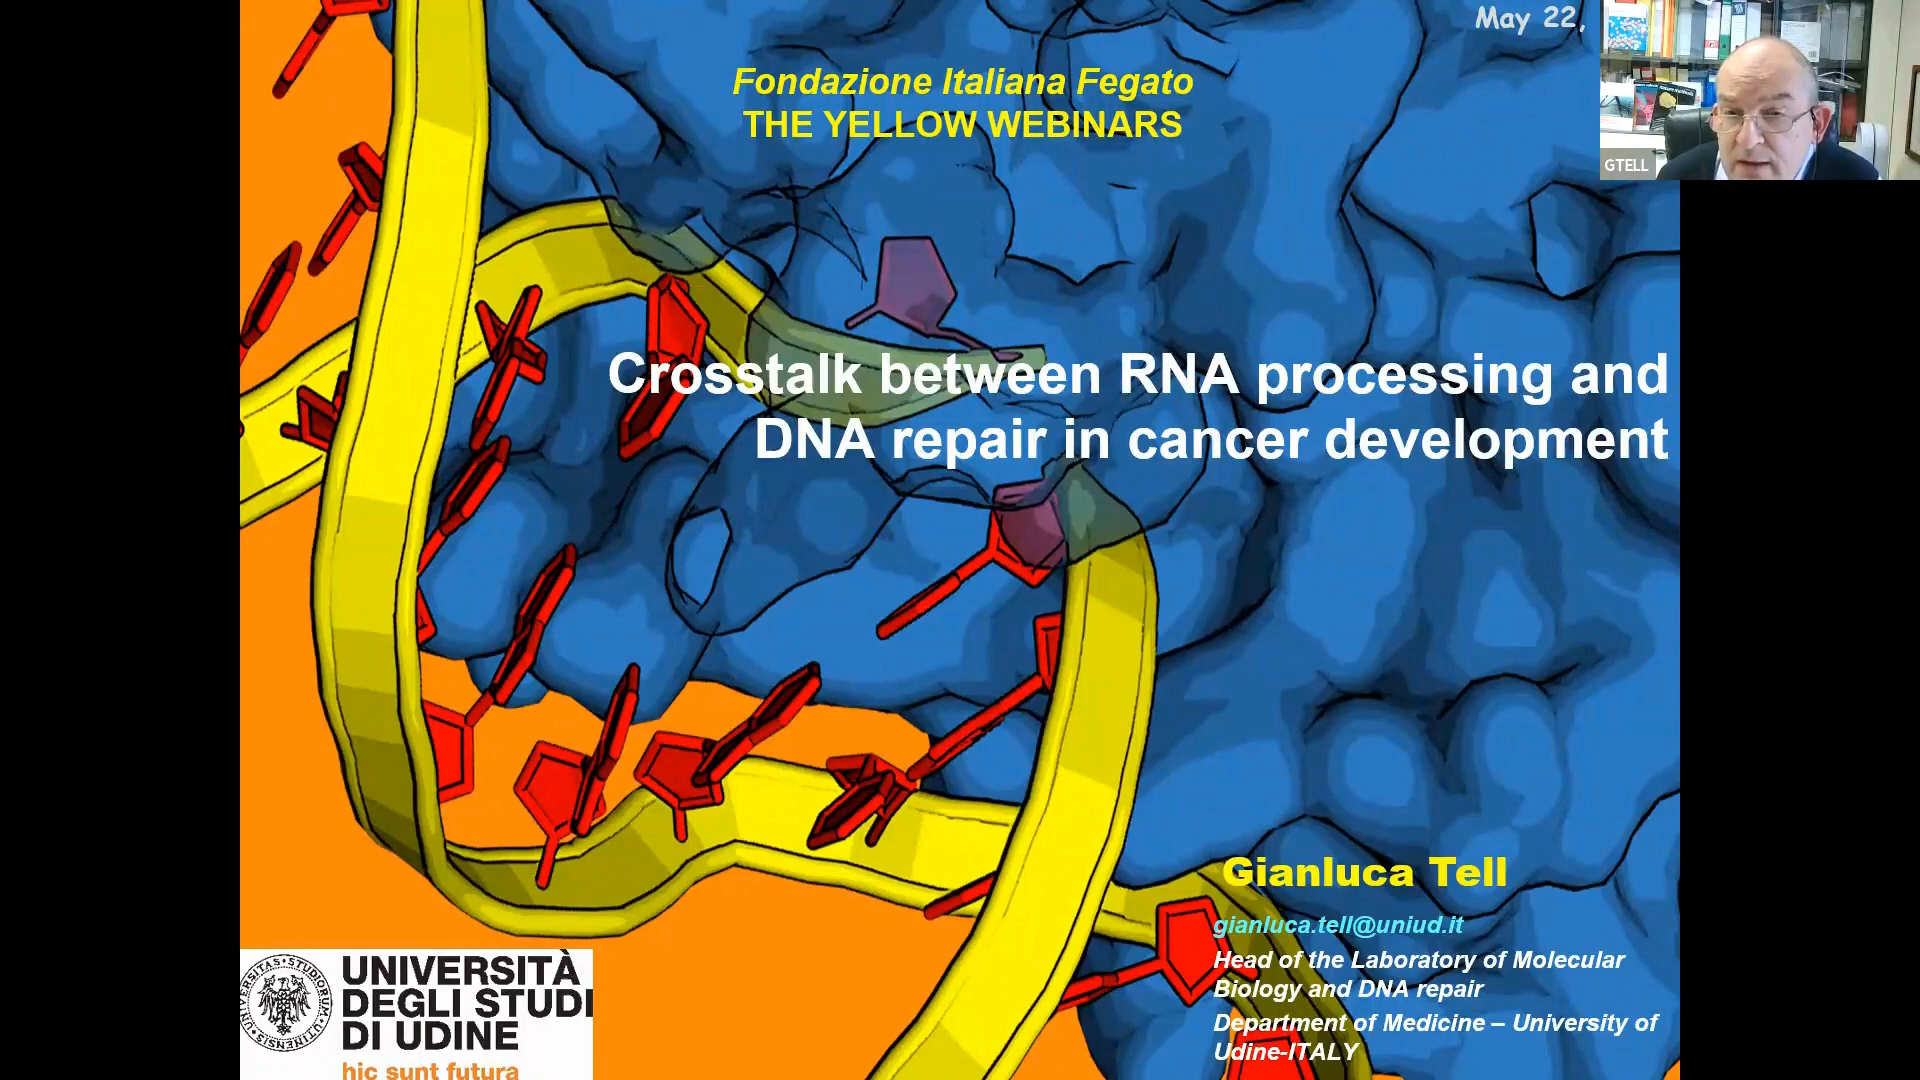 May 22,
Fondazione Italiana Fegato
THE YELLOW WEBINARS
GTELL
Crosstalk between RNA processing and
DNA repair in cancer development
Gianluca Tell
gianluca.tell@uniud.it
Head of the Laboratory of Molecular
Biology and DNA repair
Department of Medicine – University of
Udine-ITALY
UNIVERSITÀ
DEGLI STUDI
DI UDINE
hic sunt futura